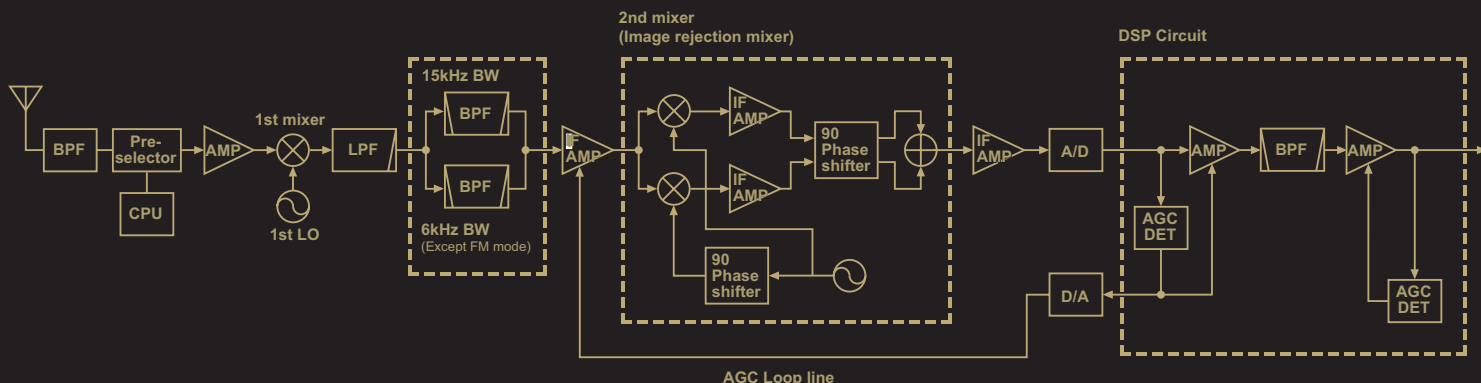 2nd mixer
(Image rejection mixer)
DSP Circuit
15kHz BW
BPF
BPF
6kHz BW
(Except FM mode)
BPF
Pre-
selector
CPU
AMP
1st mixer
1st LO
LPF
IF
AMP
IF
AMP
IF
AMP
90
Phase
shifter
90
Phase
shifter
IF
AMP
A/D
D/A
AMP
BPF
AMP
AGC
DET
AGC
DET
AGC Loop line